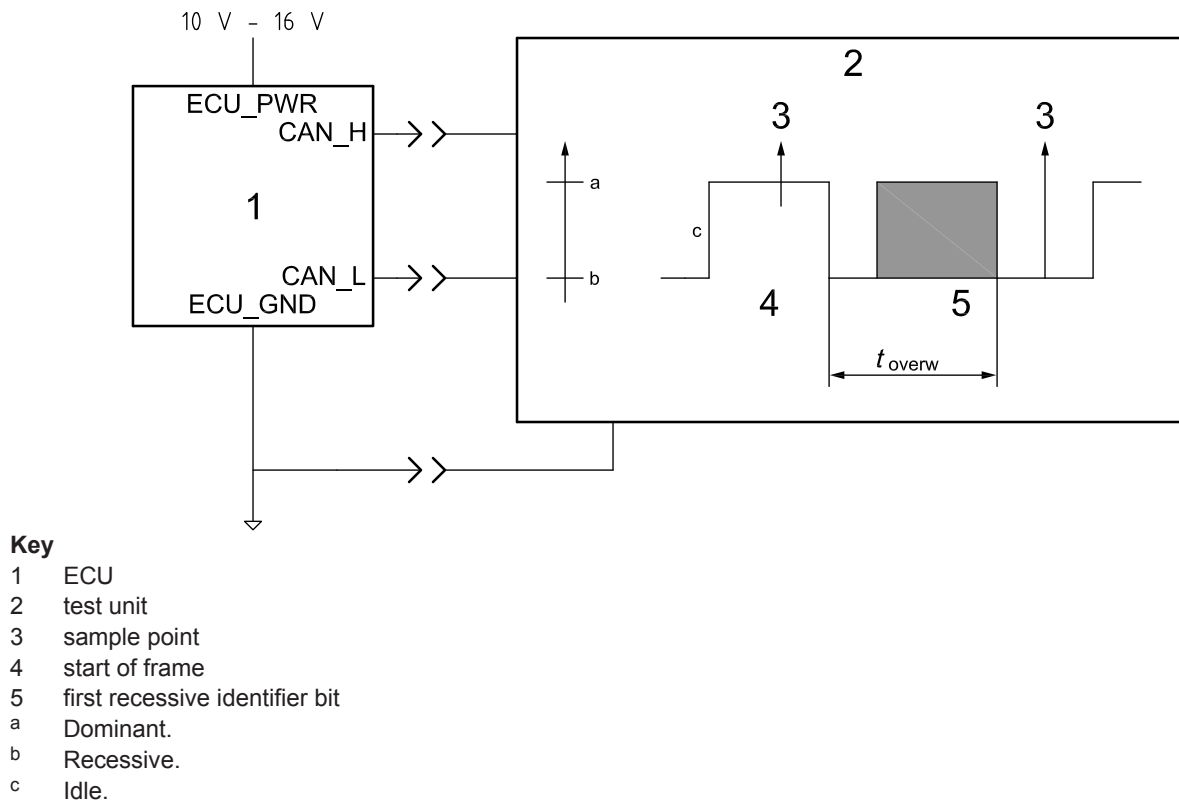 10 V – 16 V
2
ECU_PWR
CAN_H
3
3
a
1
c
CAN_L
b
ECU_GND
4
5
t overw
Key
1 ECU
2 test unit
3 sample point
4 start of frame
5 first recessive identifier bit
a Dominant.
b Recessive.
c Idle.